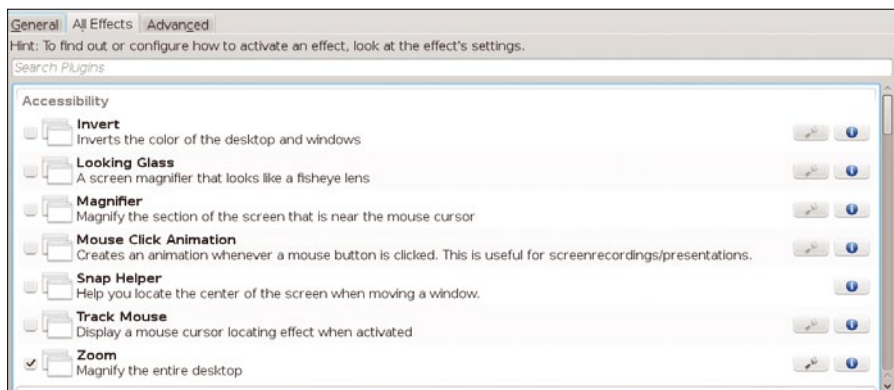 General All Effects Advanced
Hint: To find out or configure how to activate an effect, look at the effect's settings.
Search Plugins
Accessibility
Invert
Inverts the color of the desktop and windows
Looking Glass
A screen magnifier that looks like a fisheye lens
Magnifier
Magnify the section of the screen that is near the mouse cursor
Mouse Click Animation
Creates an animation whenever a mouse button is clicked. This is useful for screenrecordings/presentations.
Snap Helper
Help you locate the center of the screen when moving a window.
Track Mouse
Display a mouse cursor locating effect when activated
Zoom
Magnify the entire desktop